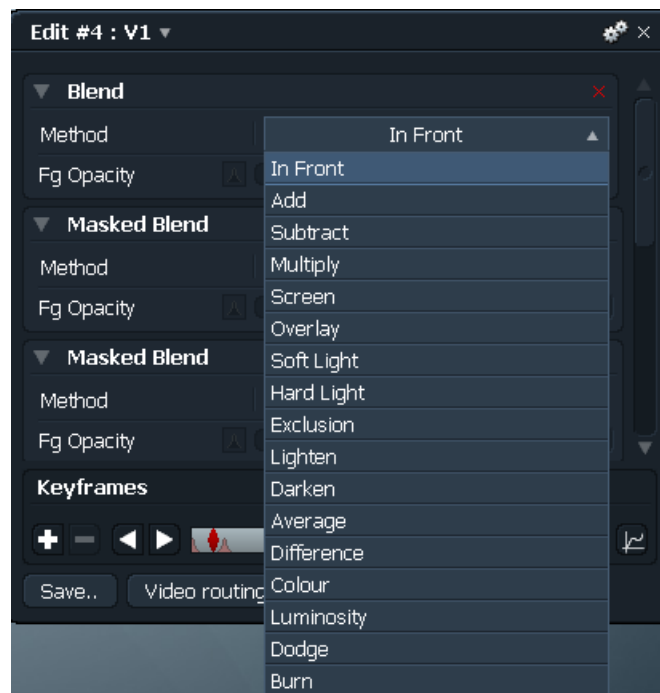 Edit #4 : V1
Blend
Method
In Front
Fg Opacity
In Front
Add
Subtract
Multiply
Screen
Overlay
Soft Light
Hard Light
Exclusion
Lighten
Darken
Average
Difference
Colour
Luminosity
Dodge
Burn
Masked Blend
Method
Fg Opacity
Masked Blend
Method
Fg Opacity
Keyframes
Save..
Video routing